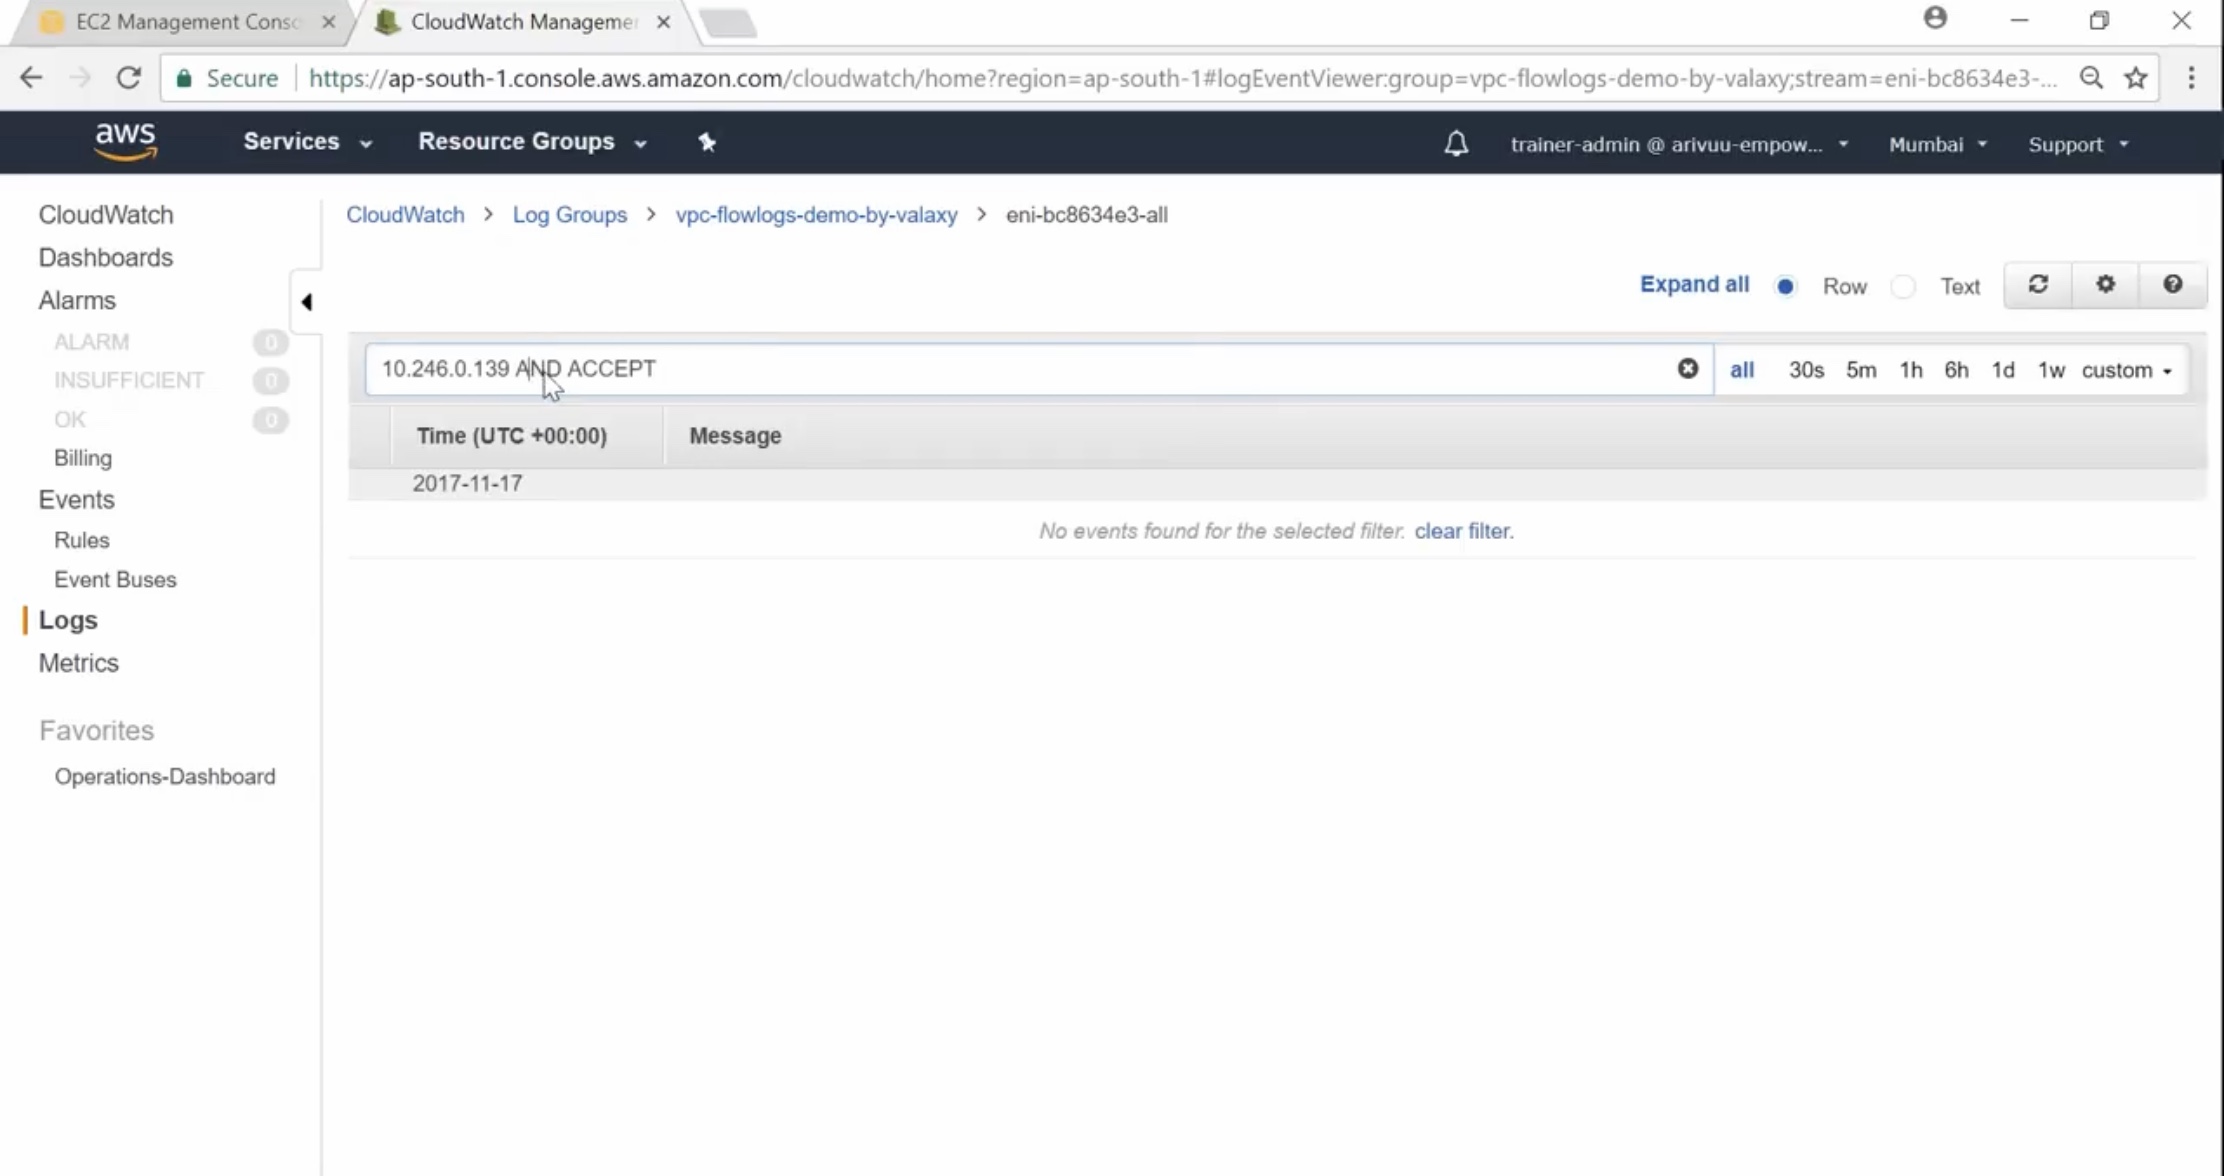 EC2 Management Conso
CloudWatch Managemer
Secure
https://ap-south-1.console.aws.amazon.com/cloudwatch/home?region=ap-south-1#logEventViewer:group=vpc-flowlogs-demo-by-valaxy;stream=eni-bc8634e3-...
aws
Services
Resource Groups
trainer-admin @ arivuu-empow...
Mumbai
Support
CloudWatch
Dashboards
Alarms
ALARM 0
INSUFFICIENT 0
OK 0
Billing
Events
Rules
Event Buses
Logs
Metrics
Favorites
Operations-Dashboard
CloudWatch > Log Groups > vpc-flowlogs-demo-by-valaxy > eni-bc8634e3-all
Expand all Row Text
10.246.0.139 AND ACCEPT
all 30s 5m 1h 6h 1d 1w custom
Time (UTC +00:00) Message
2017-11-17
No events found for the selected filter. clear filter.